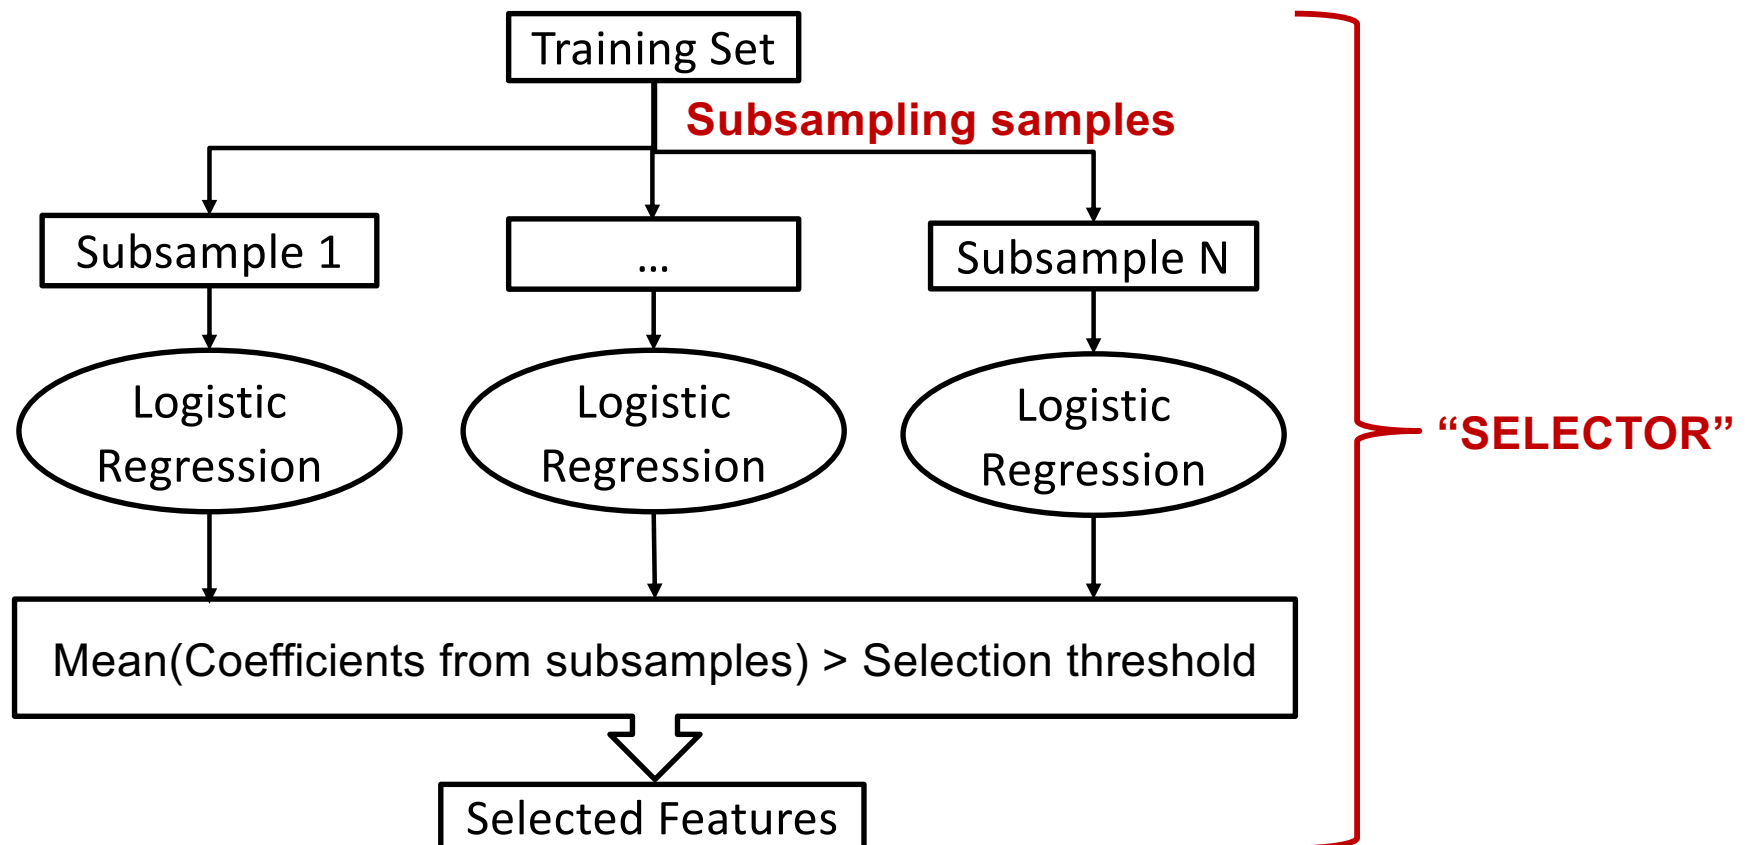 Training Set
Subsampling samples
Subsample 1
...
Subsample N
Logistic
Regression
Logistic
Regression
Logistic
Regression
“SELECTOR”
Mean(Coefficients from subsamples) > Selection threshold
Selected Features